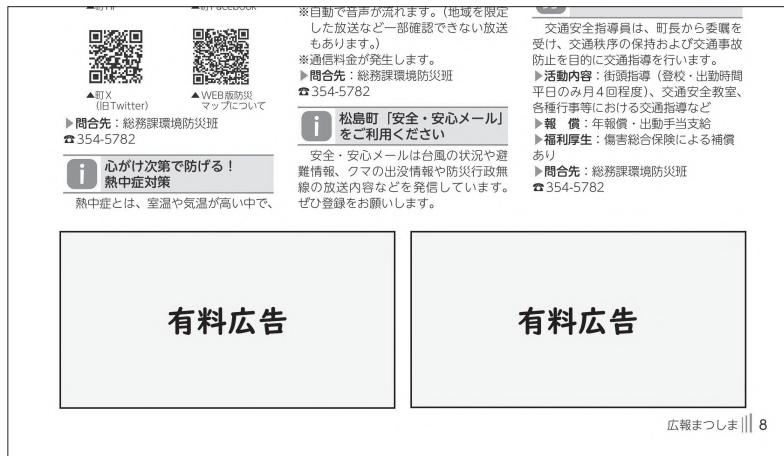 ▲町X
(旧Twitter)
▲WEB版防災
マップについて
▶問合先：総務課環境防災班
☎354-5782
i 心がけ次第で防げる！
熱中症対策
熱中症とは、室温や気温が高い中で、
※自動で音声が流れます。(地域を限定
した放送など一部確認できない放送
もあります。)
※通信料金が発生します。
▶問合先：総務課環境防災班
☎354-5782
i 松島町「安全・安心メール」
をご利用ください
安全・安心メールは台風の状況や避
難情報、クマの出没情報や防災行政無
線の放送内容などを発信しています。
ぜひ登録をお願いします。
交通安全指導員は、町長から委嘱を
受け、交通秩序の保持および交通事故
防止を目的に交通指導を行います。
▶活動内容：街頭指導（登校・出勤時間
平日のみ月4回程度）、交通安全教室、
各種行事等における交通指導など
▶報　償：年報償・出動手当支給
▶福利厚生：傷害総合保険による補償
あり
▶問合先：総務課環境防災班
☎354-5782
有料広告
有料広告
広報まつしま 8